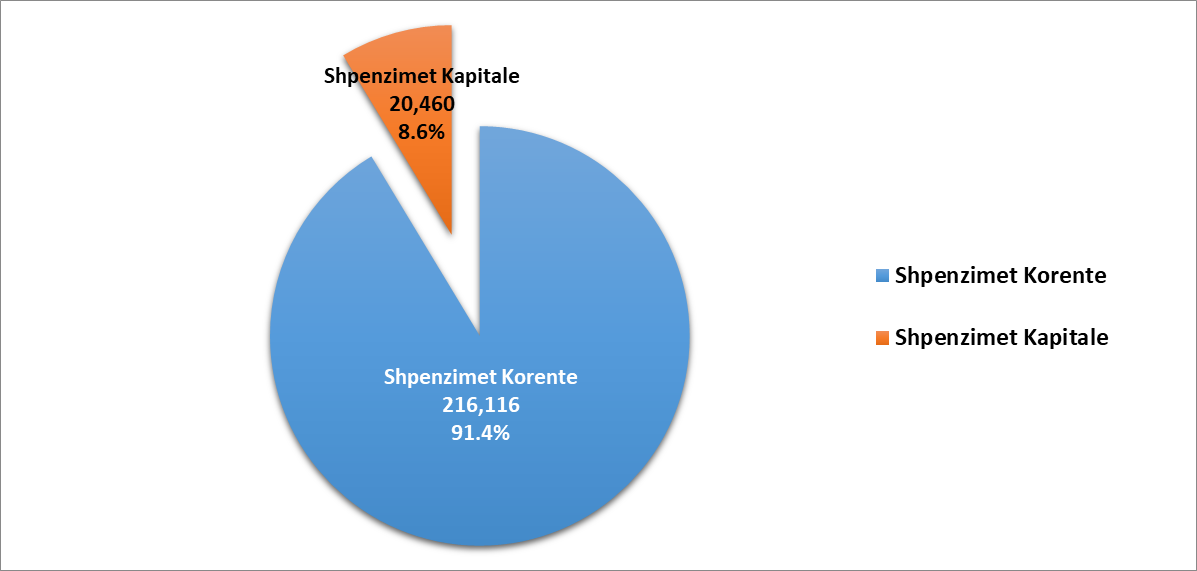 Shpenzimet Kapitale
20,460
8.6%
Shpenzimet Korente
216,116
91.4%
Shpenzimet Korente
Shpenzimet Kapitale